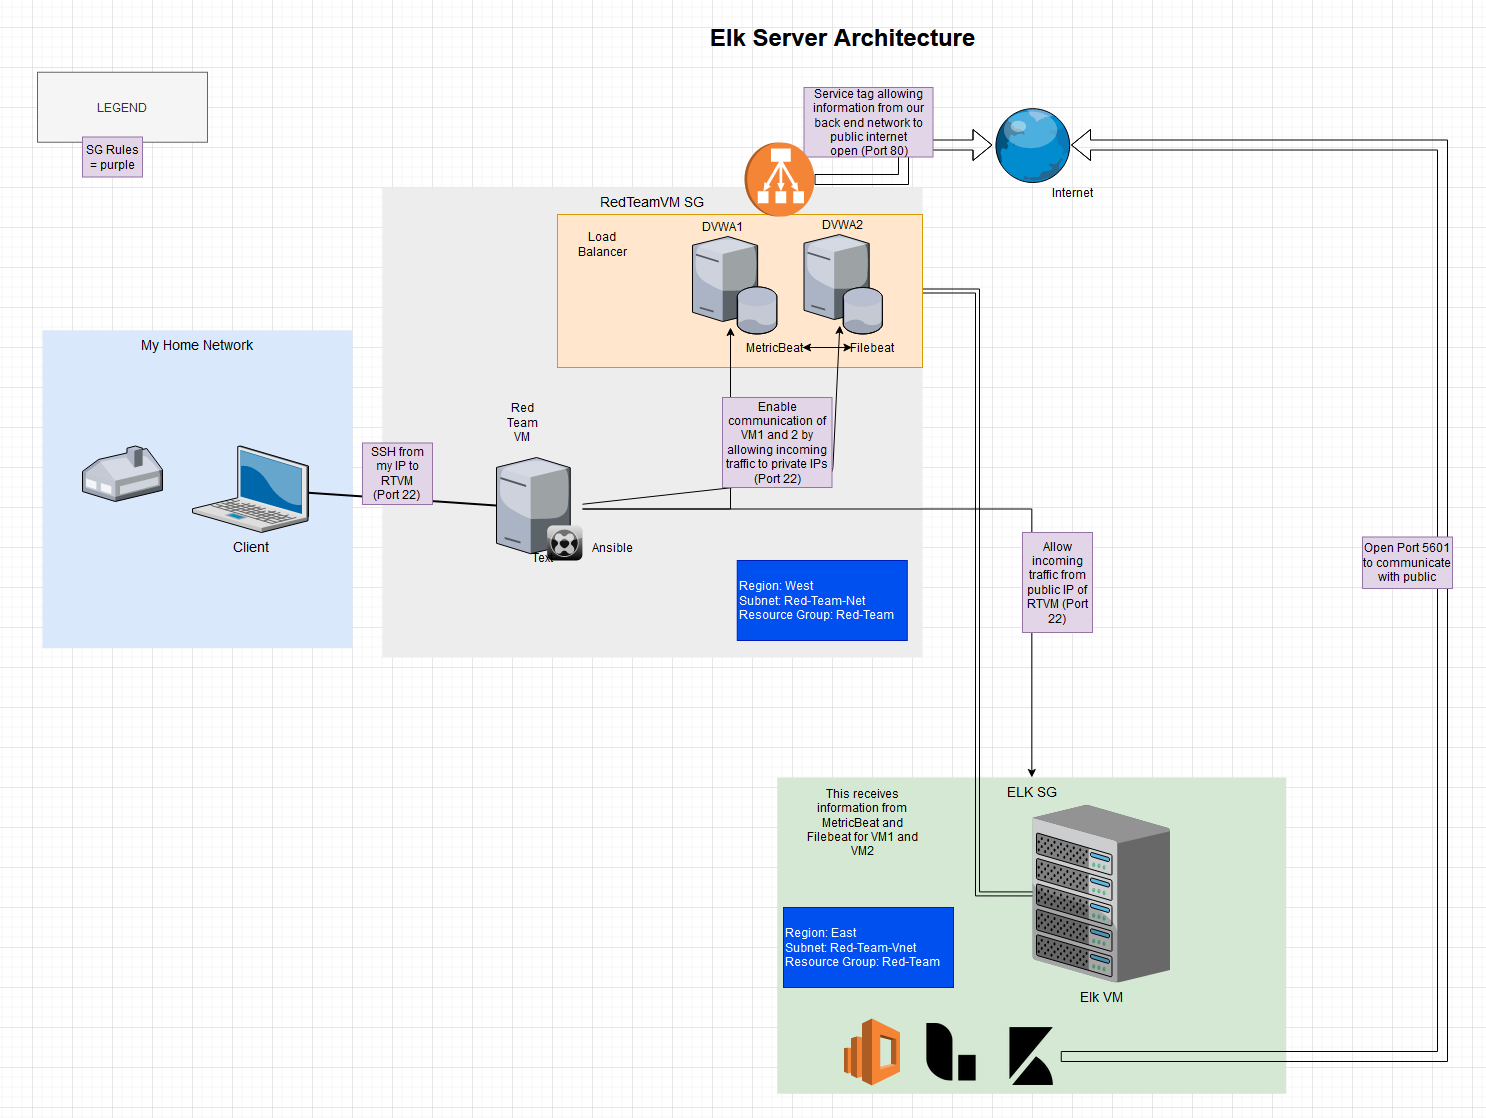 Elk Server Architecture
LEGEND
SG Rules
= purple
Service tag allowing
information from our
back end network to
public internet
open (Port 80)
Internet
RedTeamVM SG
Load
Balancer
DVWA1
DVWA2
MetricBeat
Filebeat
My Home Network
Client
SSH from
my IP to
RTVM
(Port 22)
Red
Team
VM
Text
Ansible
Enable
communication of
VM1 and 2 by
allowing incoming
traffic to private IPs
(Port 22)
Region: West
Subnet: Red-Team-Net
Resource Group: Red-Team
Allow
incoming
traffic from
public IP of
RTVM (Port
22)
Open Port 5601
to communicate
with public
This receives
information from
MetricBeat and
Filebeat for VM1 and
VM2
ELK SG
Region: East
Subnet: Red-Team-Vnet
Resource Group: Red-Team
Elk VM